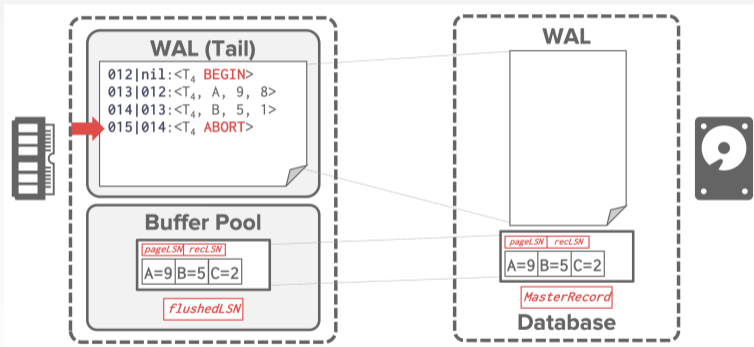 WAL (Tail)
012|nil:<T4 BEGIN>
013|012:<T4, A, 9, 8>
014|013:<T4, B, 5, 1>
015|014:<T4 ABORT>
Buffer Pool
pageLSN recLSN
A=9 B=5 C=2
flushedLSN
WAL
pageLSN recLSN
A=9 B=5 C=2
MasterRecord
Database